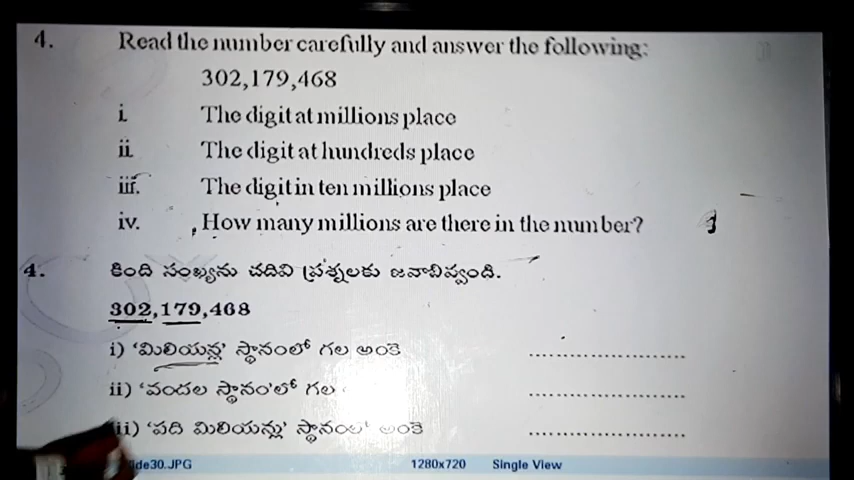 4. Read the number carefully and answer the following:
302,179,468
i. The digit at millions place
ii. The digit at hundreds place
iii. The digit in ten millions place
iv. How many millions are there in the number?
4. కింది సంఖ్యను చదివి ప్రశ్నలకు జవాబివ్వండి.
302,179,468
i) 'మిలియన్ల' స్థానంలో గల అంకె ....................
ii) 'వందల స్థానం'లో గల ....................
ii) 'పది మిలియన్లు' స్థానంలో అంకె ....................
ide30.JPG 1280x720 Single View